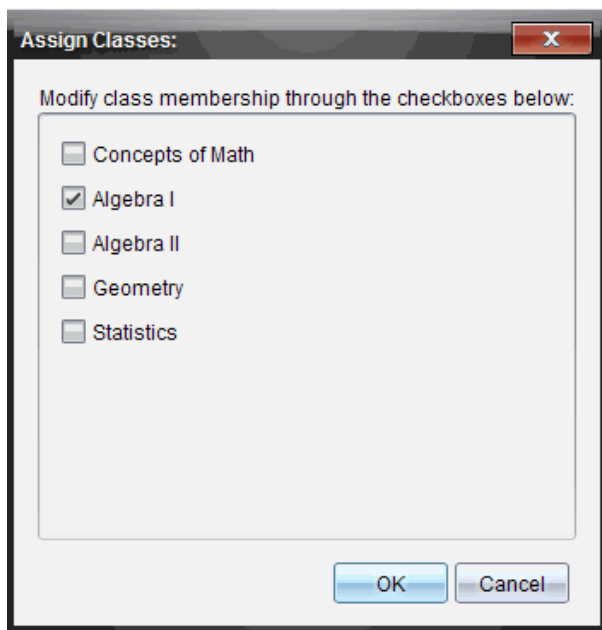 Assign Classes:
Modify class membership through the checkboxes below:
Concepts of Math
Algebra I
Algebra II
Geometry
Statistics
OK Cancel